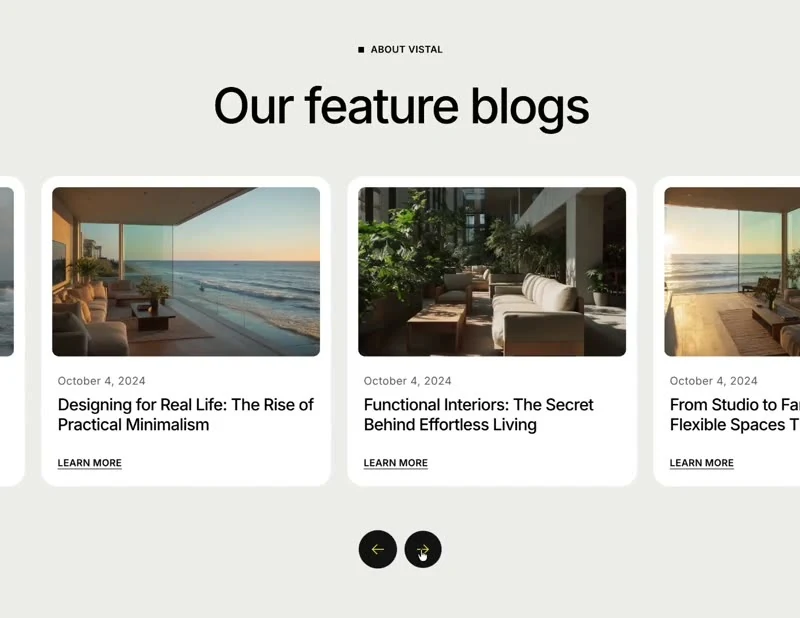 ABOUT VISTAL
Our feature blogs
October 4, 2024
Designing for Real Life: The Rise of
Practical Minimalism
LEARN MORE
October 4, 2024
Functional Interiors: The Secret
Behind Effortless Living
LEARN MORE
October 4, 2024
From Studio to
Flexible Spaces
LEARN MORE